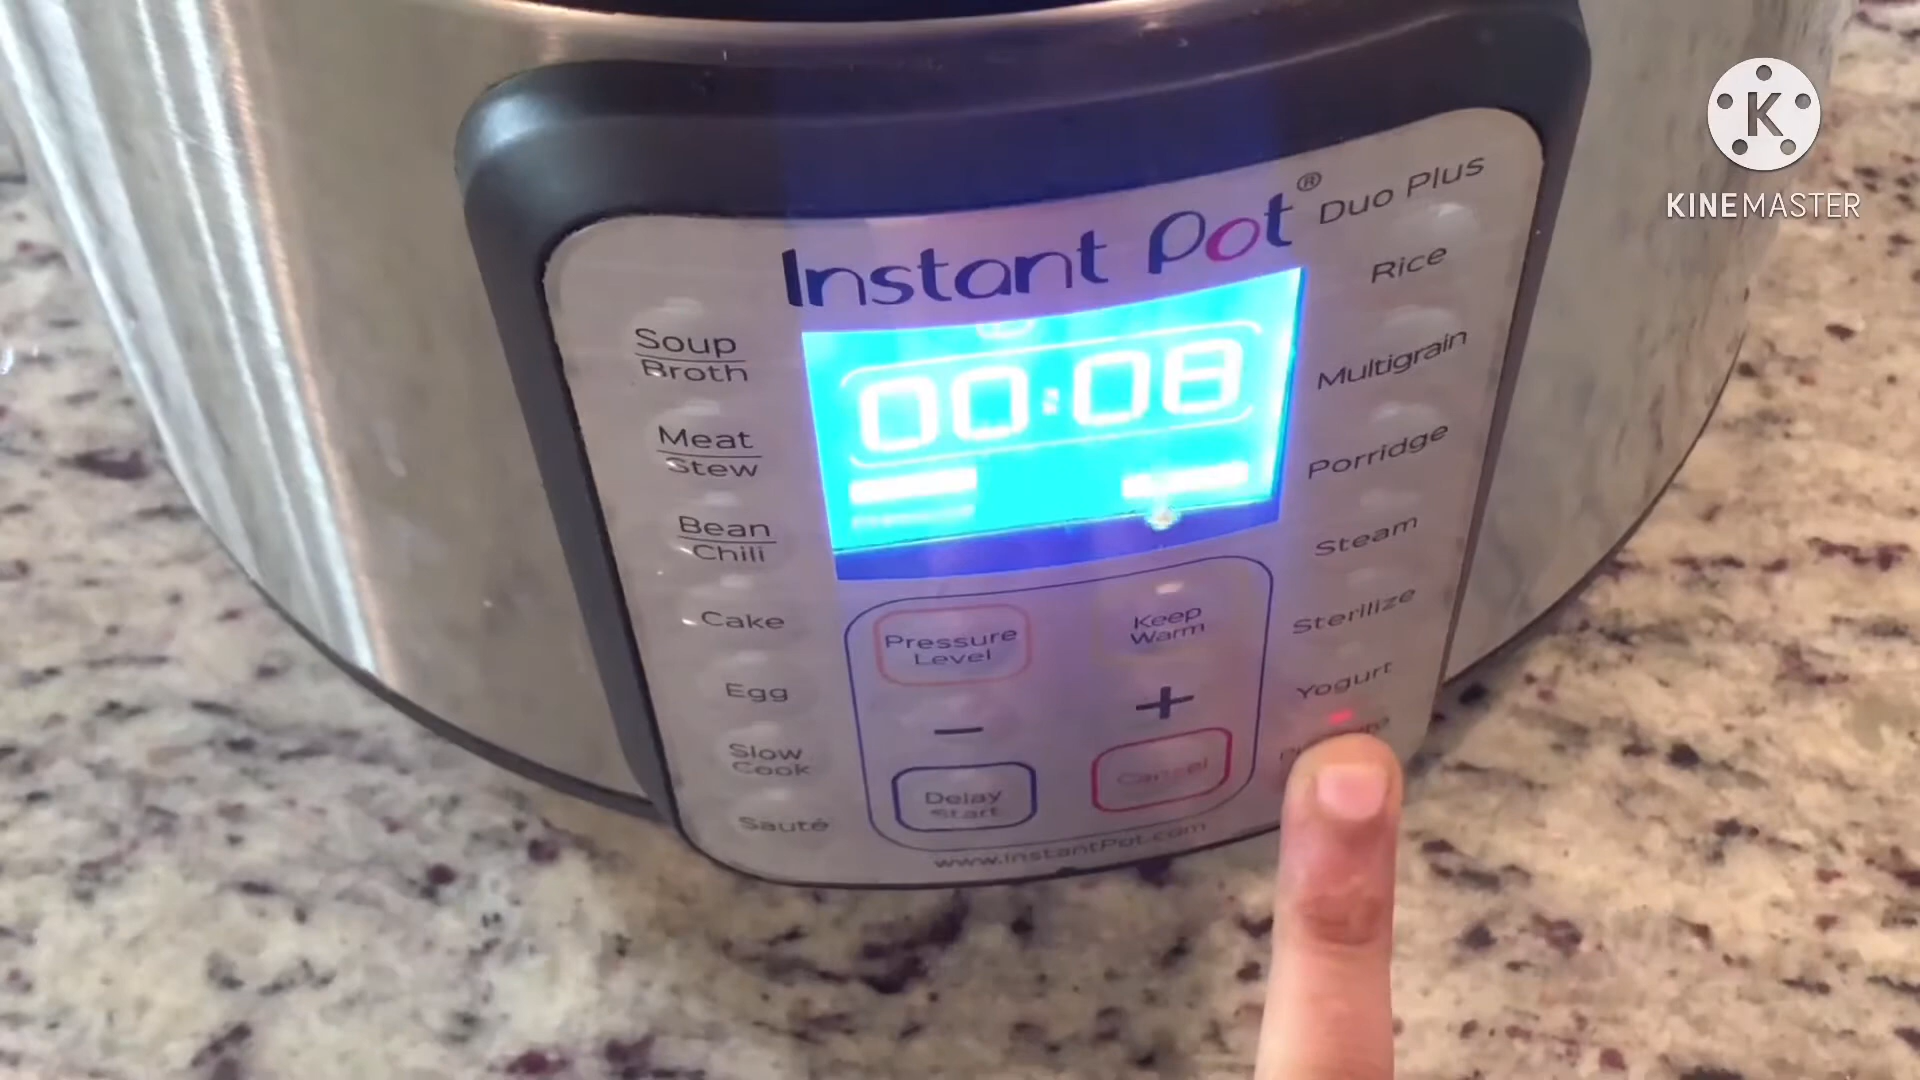 Instant Pot® Duo Plus
KINEMASTER
K
00:08
Soup
Broth
Meat
Stew
Bean
Chili
Cake
Egg
Slow
Cook
Sauté
Pressure
Level
Keep
Warm
−
+
Delay
Start
Cancel
Rice
Multigrain
Porridge
Steam
Sterilize
Yogurt
www.InstantPot.com